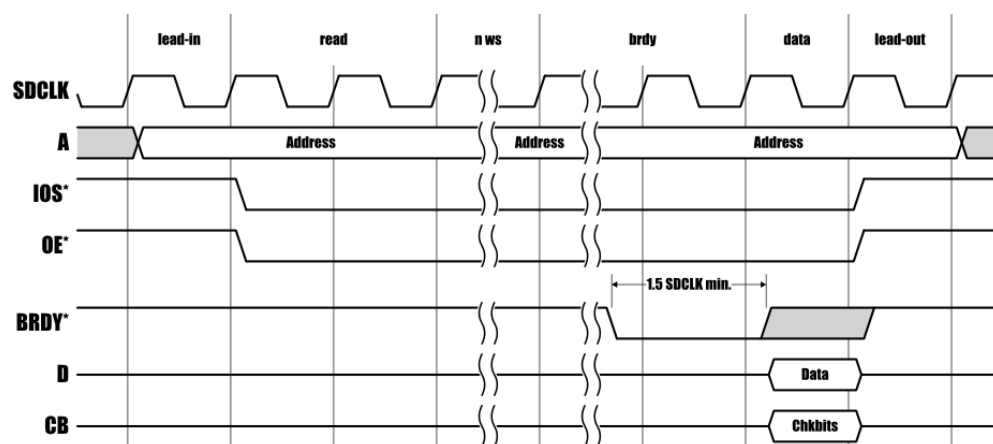 lead-in read n ws brdy data lead-out
SDCLK
A Address Address Address
IOS*
OE*
1.5 SDCLK min.
BRDY*
D Data
CB Chkbits